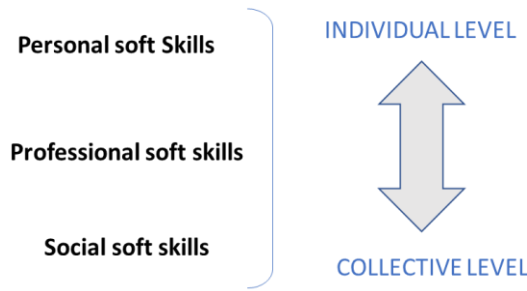 Personal soft Skills
INDIVIDUAL LEVEL
Professional soft skills
Social soft skills
COLLECTIVE LEVEL